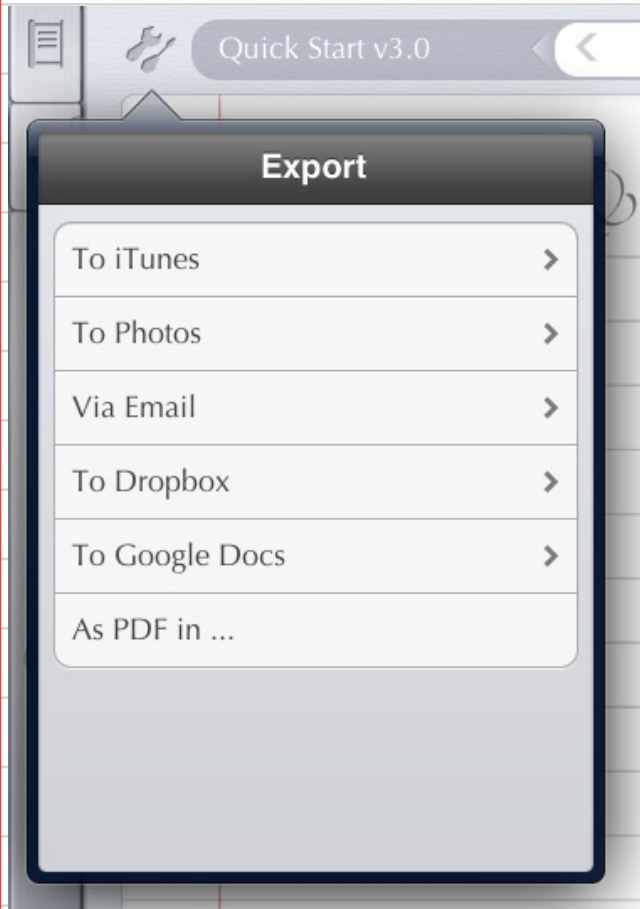 Quick Start v3.0
Export
To iTunes
To Photos
Via Email
To Dropbox
To Google Docs
As PDF in ...